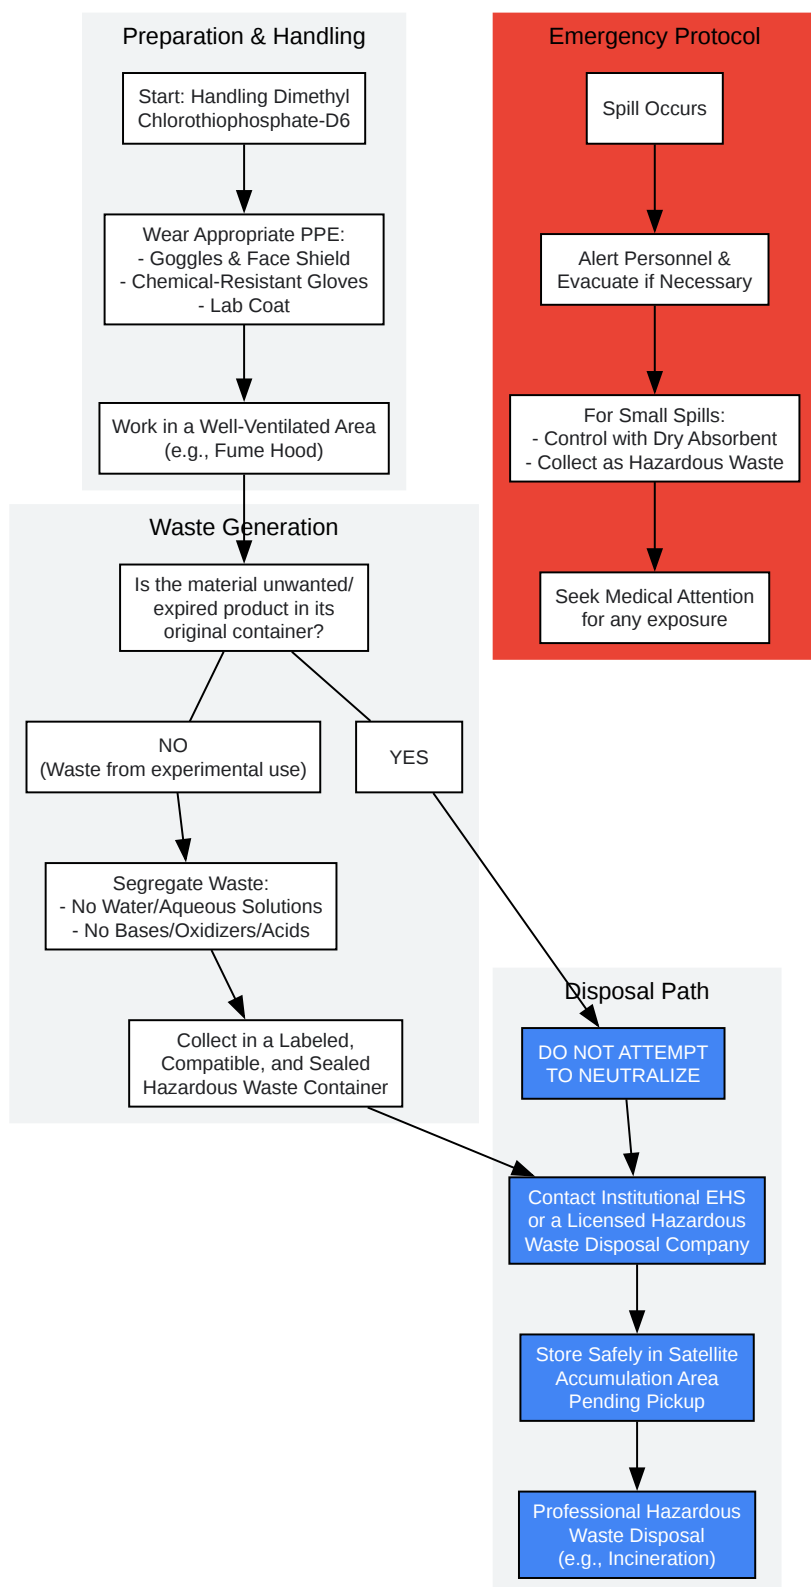 Preparation & Handling
Start: Handling Dimethyl
Chlorothiophosphate-D6
Wear Appropriate PPE:
- Goggles & Face Shield
- Chemical-Resistant Gloves
- Lab Coat
Work in a Well-Ventilated Area
(e.g., Fume Hood)
Emergency Protocol
Spill Occurs
Alert Personnel &
Evacuate if Necessary
For Small Spills:
- Control with Dry Absorbent
- Collect as Hazardous Waste
Seek Medical Attention
for any exposure
Waste Generation
Is the material unwanted/
expired product in its
original container?
NO
(Waste from experimental use)
YES
Segregate Waste:
- No Water/Aqueous Solutions
- No Bases/Oxidizers/Acids
Collect in a Labeled,
Compatible, and Sealed
Hazardous Waste Container
Disposal Path
DO NOT ATTEMPT
TO NEUTRALIZE
Contact Institutional EHS
or a Licensed Hazardous
Waste Disposal Company
Store Safely in Satellite
Accumulation Area
Pending Pickup
Professional Hazardous
Waste Disposal
(e.g., Incineration)